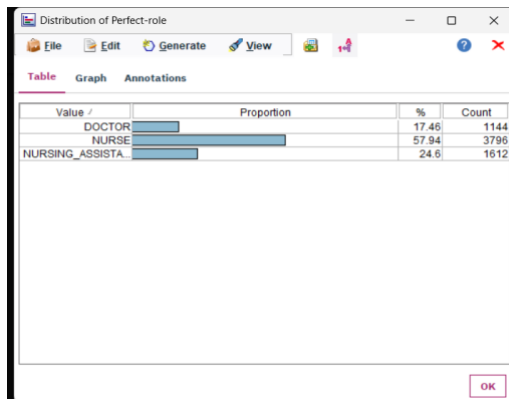 Distribution of Perfect-role
File Edit Generate View
Table Graph Annotations
Value Proportion % Count
DOCTOR 17.46 1144
NURSE 57.94 3796
NURSING_ASSISTA... 24.6 1612
OK